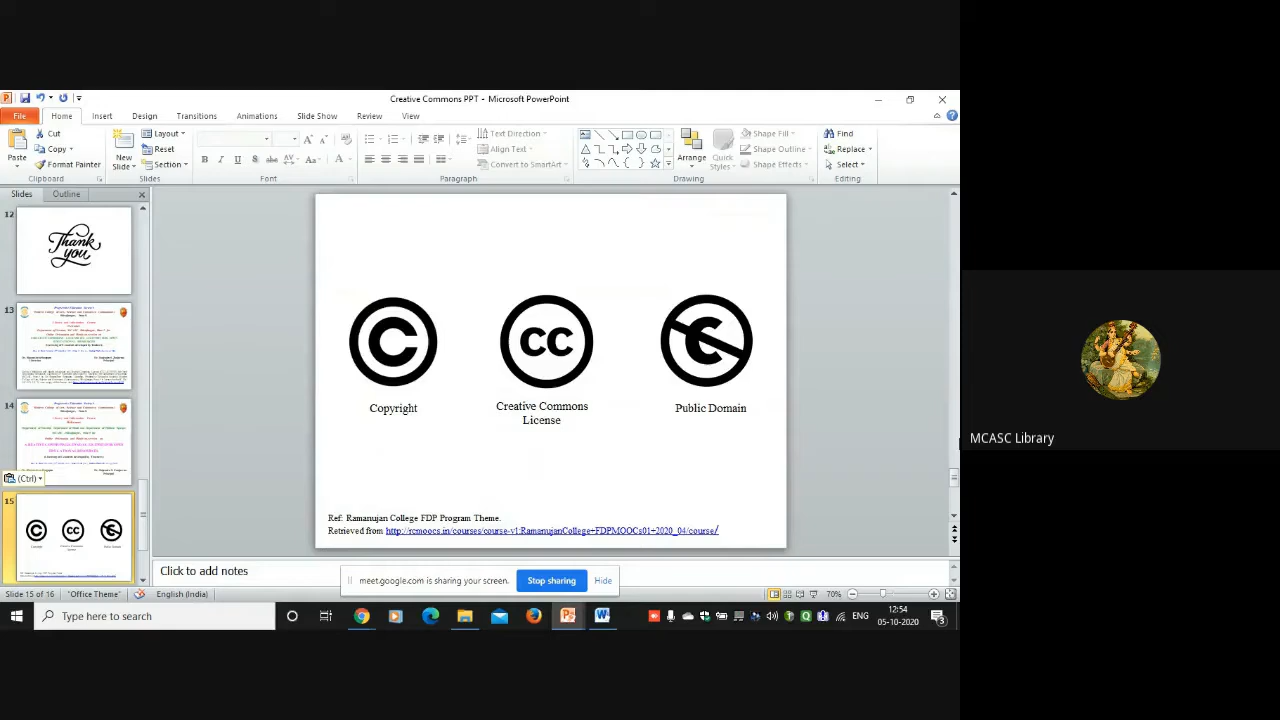 Creative Commons PPT - Microsoft PowerPoint
File Home Insert Design Transitions Animations Slide Show Review View
Paste
Cut
Copy
Format Painter
Clipboard
New Slide
Layout
Reset
Section
Slides
Font
Text Direction
Align Text
Convert to SmartArt
Paragraph
Arrange
Quick Styles
Shape Fill
Shape Outline
Shape Effects
Drawing
Find
Replace
Select
Editing
Slides Outline
12
Thank you
13
14
(Ctrl)
15
Copyright
Creative Commons
License
Public Domain
Ref: Ramanujan College FDP Program Theme.
Retrieved from http://rcmoocs.in/courses/course-v1:RamanujanCollege+FDPMOOCs01+2020_04/course/
Click to add notes
meet.google.com is sharing your screen.
Stop sharing
Hide
Slide 15 of 16 "Office Theme" English (India)
70%
Type here to search
ENG
12:54
05-10-2020
3
MCASC Library